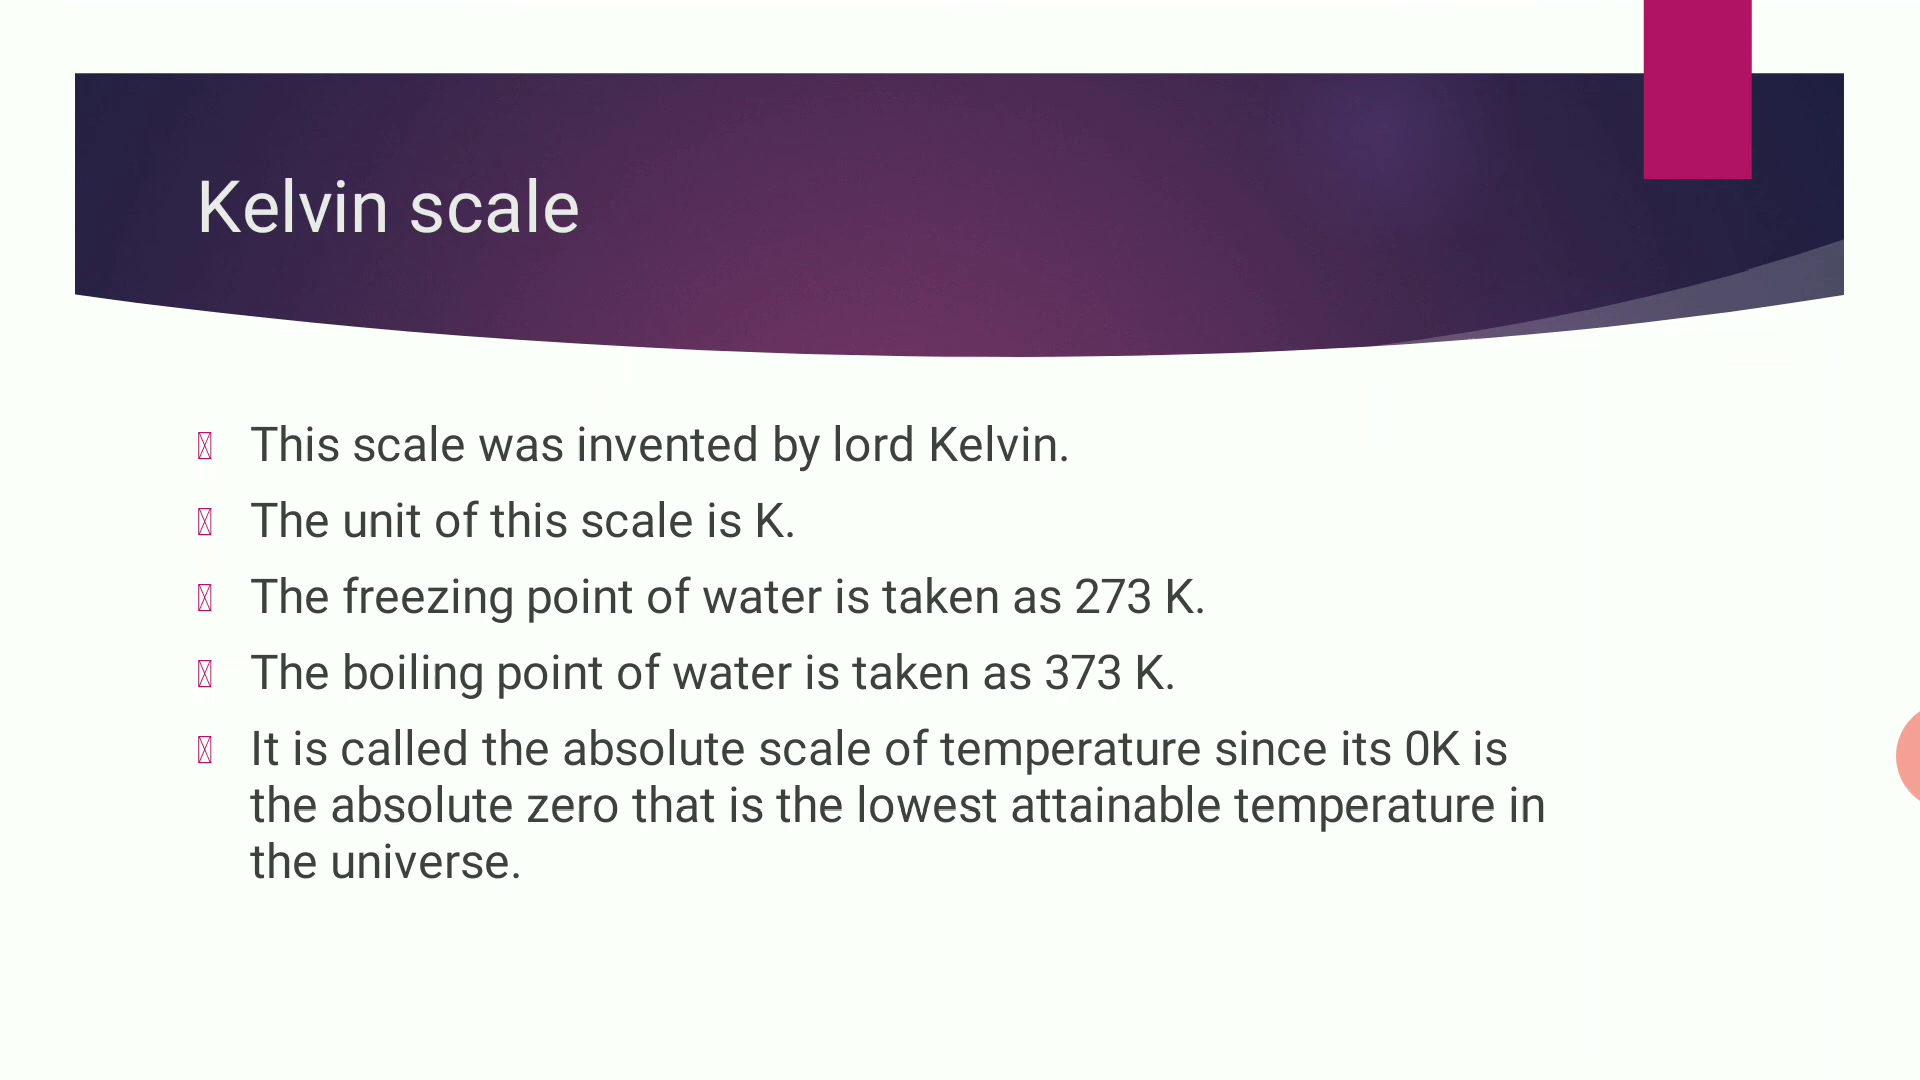 Kelvin scale
This scale was invented by lord Kelvin.
The unit of this scale is K.
The freezing point of water is taken as 273 K.
The boiling point of water is taken as 373 K.
It is called the absolute scale of temperature since its 0K is
the absolute zero that is the lowest attainable temperature in
the universe.